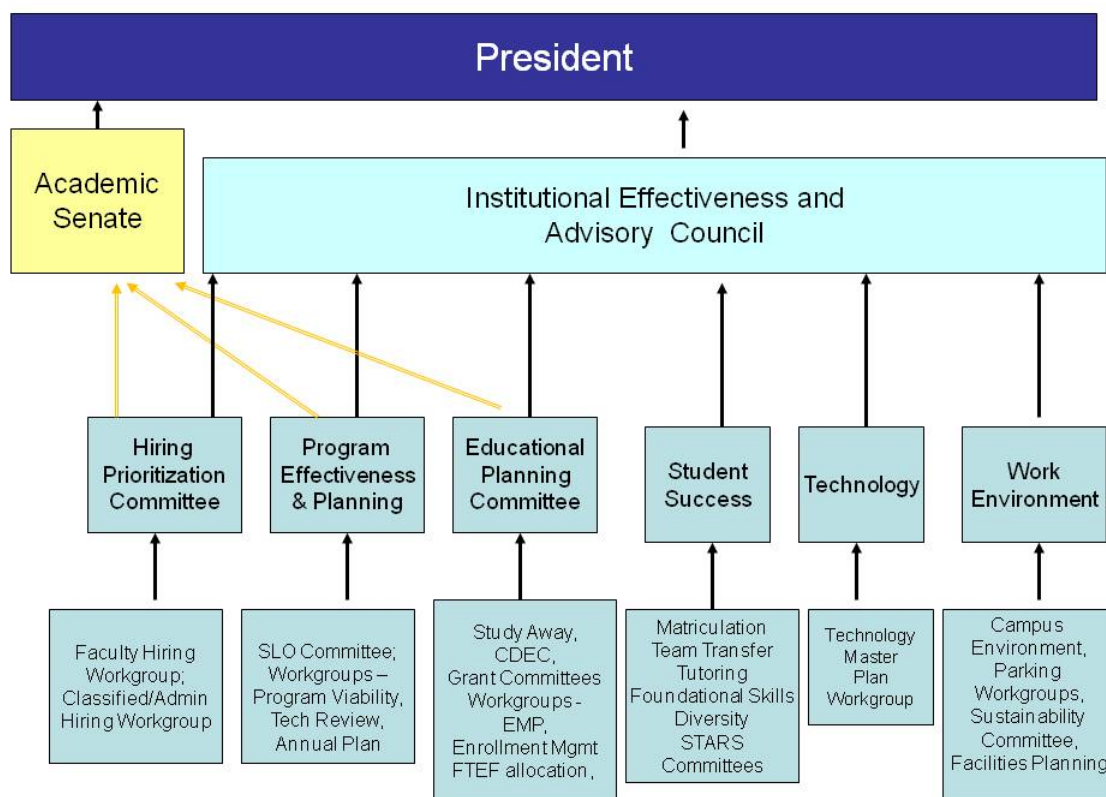 President
Academic
Senate
Institutional Effectiveness and
Advisory Council
Hiring
Prioritization
Committee
Program
Effectiveness
& Planning
Educational
Planning
Committee
Student
Success
Technology
Work
Environment
Faculty Hiring
Workgroup;
Classified/Admin
Hiring Workgroup
SLO Committee;
Workgroups –
Program Viability,
Tech Review,
Annual Plan
Study Away,
CDEC,
Grant Committees
Workgroups -
EMP,
Enrollment Mgmt
FTEF allocation,
Matriculation
Team Transfer
Tutoring
Foundational Skills
Diversity
STARS
Committees
Technology
Master
Plan
Workgroup
Campus
Environment,
Parking
Workgroups,
Sustainability
Committee,
Facilities Planning